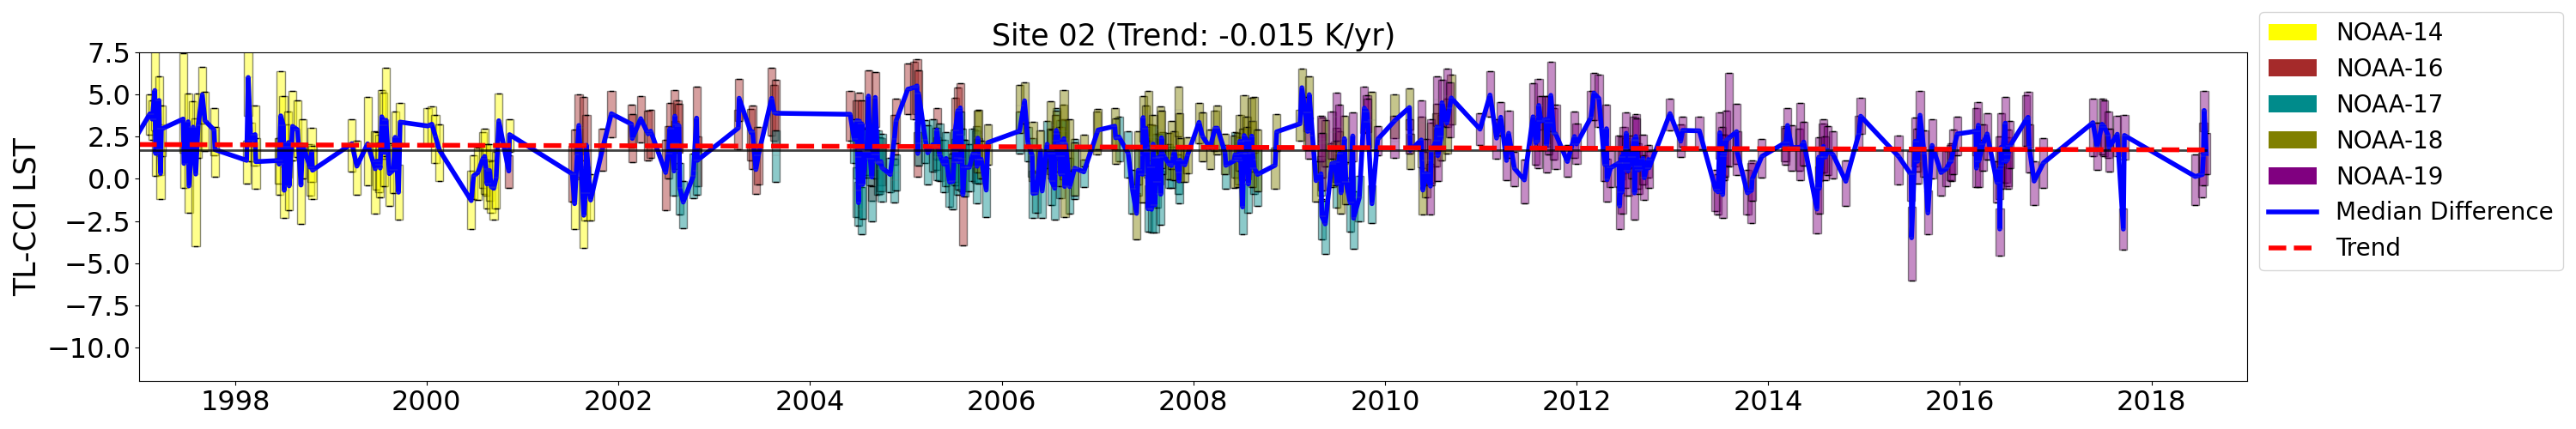 Site 02 (Trend: -0.015 K/yr)
TL-CCI LST
7.5
5.0
2.5
0.0
−2.5
−5.0
−7.5
−10.0
1998 2000 2002 2004 2006 2008 2010 2012 2014 2016 2018
NOAA-14
NOAA-16
NOAA-17
NOAA-18
NOAA-19
Median Difference
Trend